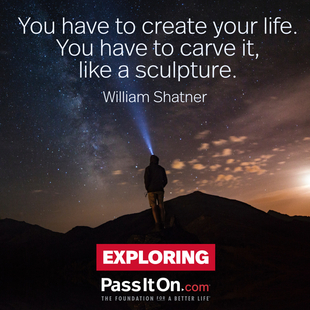 You have to create your life.
You have to carve it,
like a sculpture.
William Shatner
EXPLORING
PassItOn.com
THE FOUNDATION FOR A BETTER LIFE